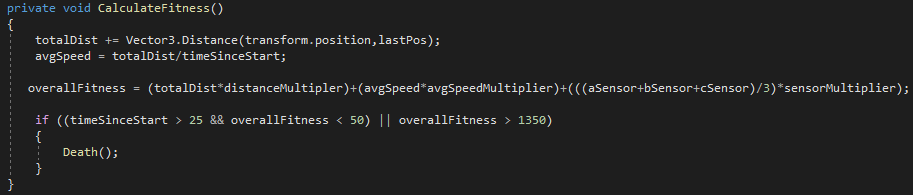 private void CalculateFitness()
{
totalDist += Vector3.Distance(transform.position,lastPos);
avgSpeed = totalDist/timeSinceStart;
overallFitness = (totalDist*distanceMultipler)+(avgSpeed*avgSpeedMultiplier)+(((aSensor+bSensor+cSensor)/3)*sensorMultiplier);
if ((timeSinceStart > 25 && overallFitness < 50) || overallFitness > 1350)
{
Death();
}
}